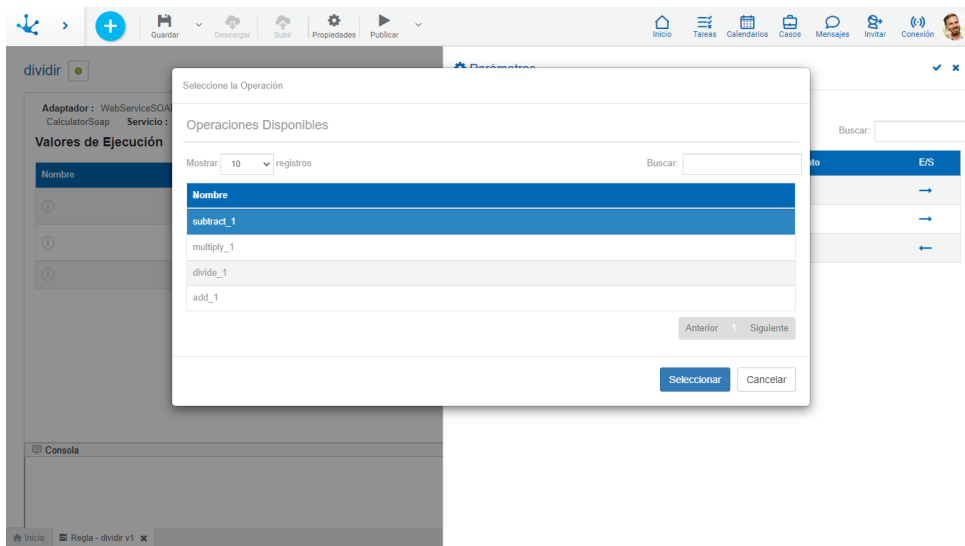 Guardar
Descargar
Subir
Propiedades
Publicar
Inicio
Tareas
Calendarios
Casos
Mensajes
Invitar
Conexión
dividir
Adaptador : WebServiceSOA
CalculatorSoap Servicio :
Valores de Ejecución
Nombre
Parámetros
Buscar:
E/S
Seleccione la Operación
Operaciones Disponibles
Mostrar 10 registros
Buscar:
Nombre
subtract_1
multiply_1
divide_1
add_1
Anterior 1 Siguiente
Seleccionar Cancelar
Consola
Inicio Regla - dividir v1